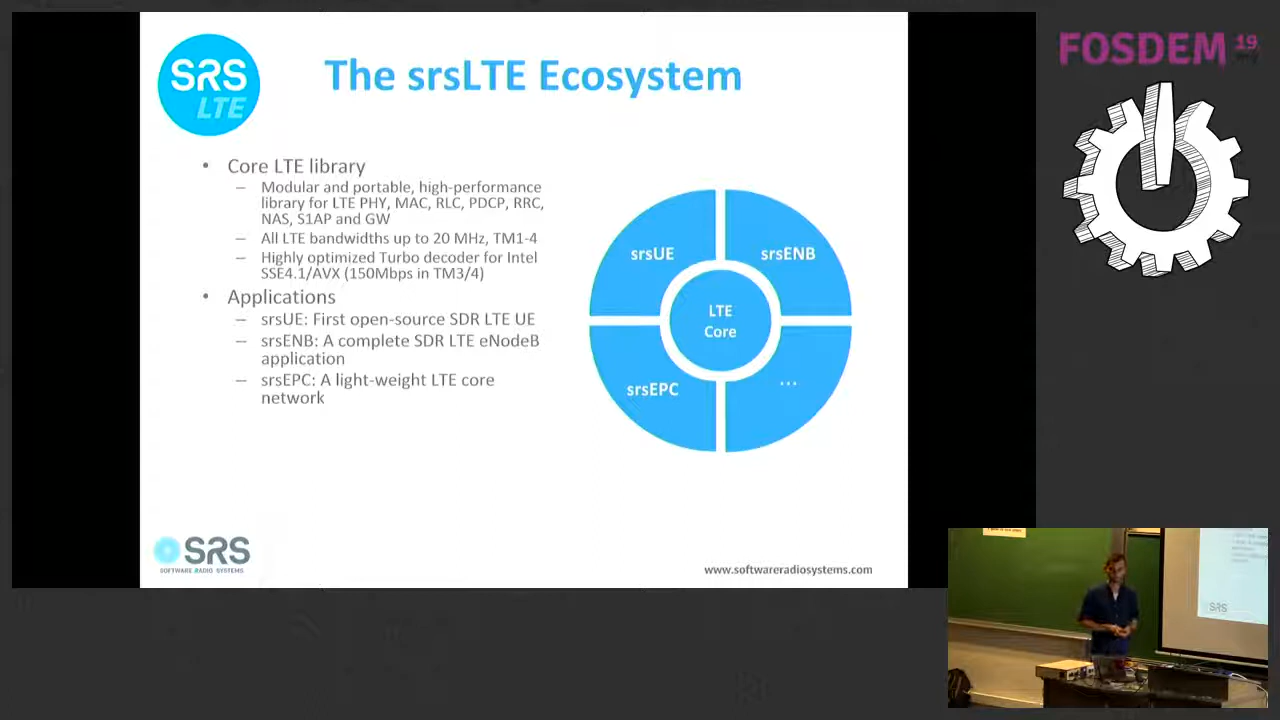 SRS
LTE
The srsLTE Ecosystem
• Core LTE library
– Modular and portable, high-performance
library for LTE PHY, MAC, RLC, PDCP, RRC,
NAS, S1AP and GW
– All LTE bandwidths up to 20 MHz, TM1-4
– Highly optimized Turbo decoder for Intel
SSE4.1/AVX (150Mbps in TM3/4)
• Applications
– srsUE: First open-source SDR LTE UE
– srsENB: A complete SDR LTE eNodeB
application
– srsEPC: A light-weight LTE core
network
srsUE
srsENB
LTE
Core
srsEPC
...
SRS
SOFTWARE RADIO SYSTEMS
www.softwareradiosystems.com
FOSDEM 19
SRS